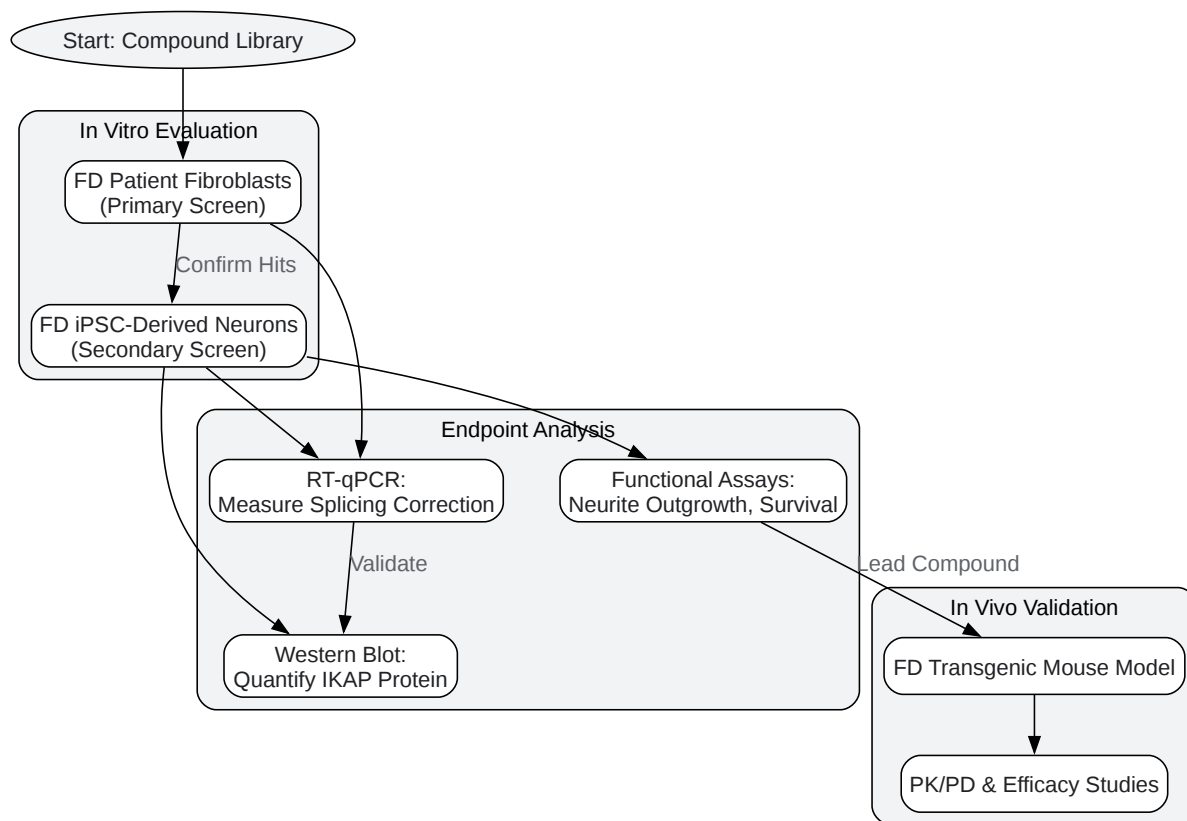 Start: Compound Library
In Vitro Evaluation
FD Patient Fibroblasts
(Primary Screen)
Confirm Hits
FD iPSC-Derived Neurons
(Secondary Screen)
Endpoint Analysis
RT-qPCR:
Measure Splicing Correction
Functional Assays:
Neurite Outgrowth, Survival
Validate
Lead Compound
Western Blot:
Quantify IKAP Protein
In Vivo Validation
FD Transgenic Mouse Model
PK/PD & Efficacy Studies